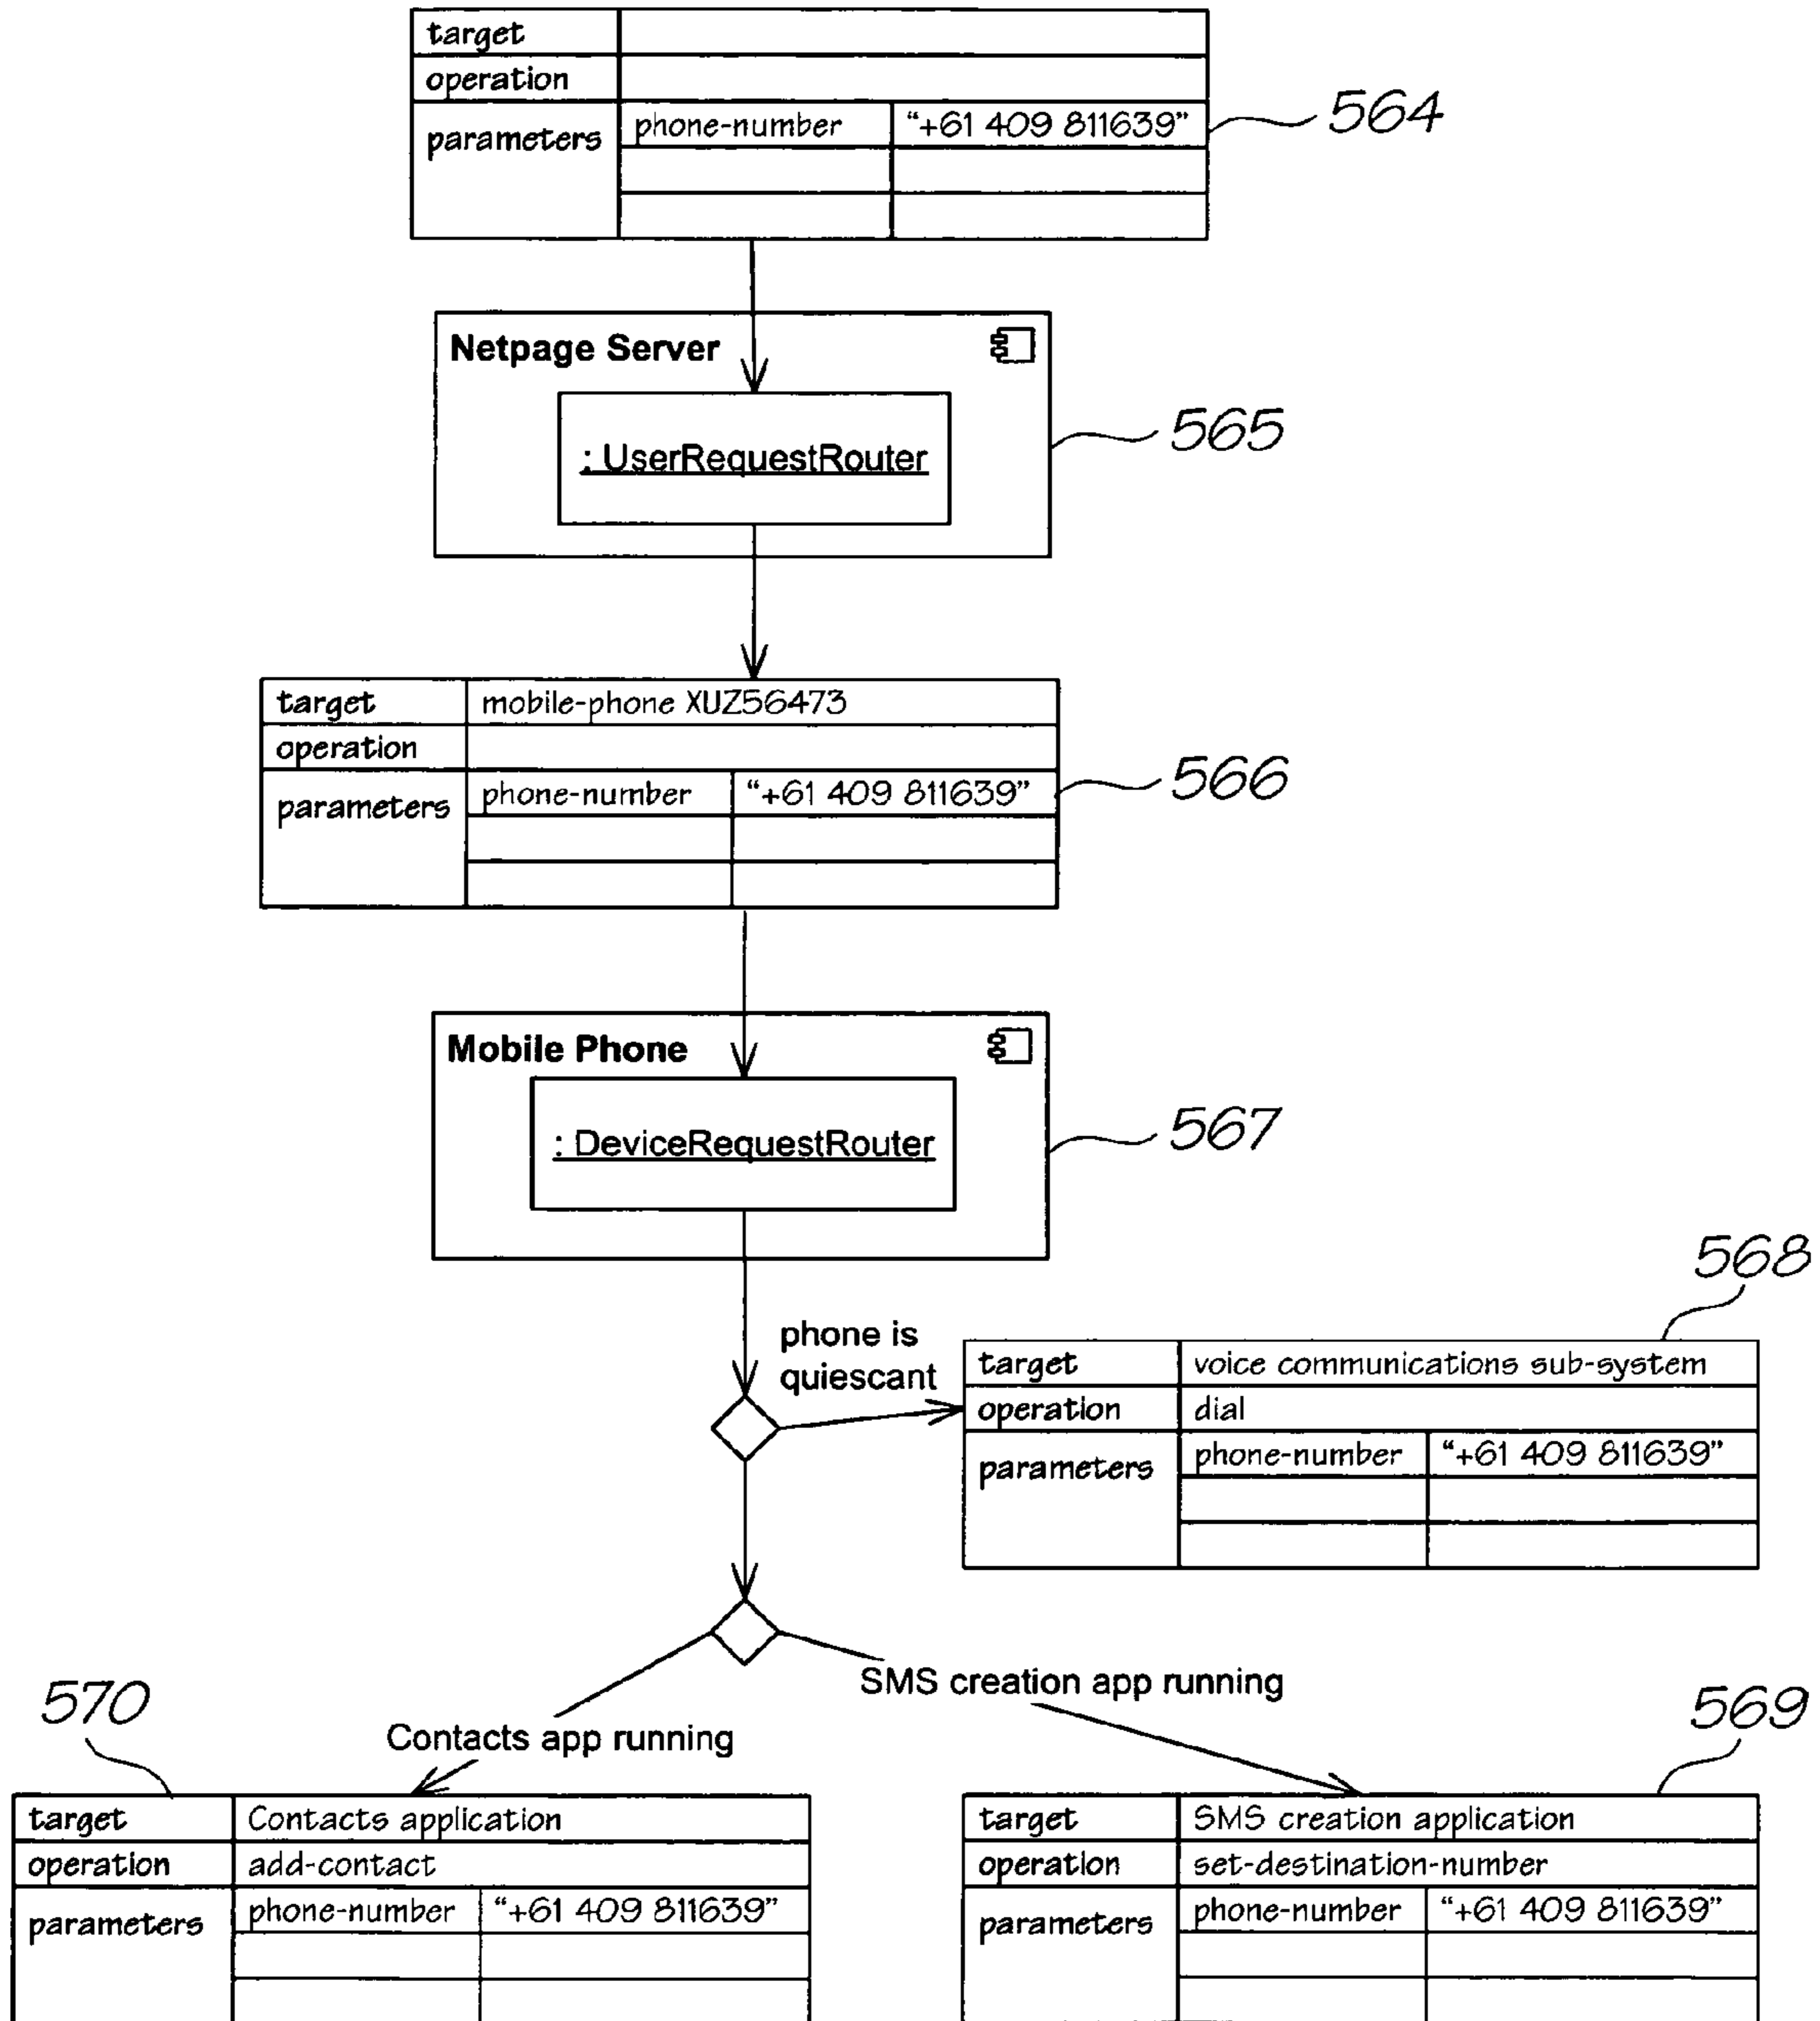 target
operation
parameters phone-number "+61 409 811639"
564
Netpage Server
: UserRequestRouter
565
target mobile-phone XUZ56473
operation
parameters phone-number "+61 409 811639"
566
Mobile Phone
: DeviceRequestRouter
567
568
phone is
quiescant
target voice communications sub-system
operation dial
parameters phone-number "+61 409 811639"
SMS creation app running
Contacts app running
570
target Contacts application
operation add-contact
parameters phone-number "+61 409 811639"
569
target SMS creation application
operation set-destination-number
parameters phone-number "+61 409 811639"